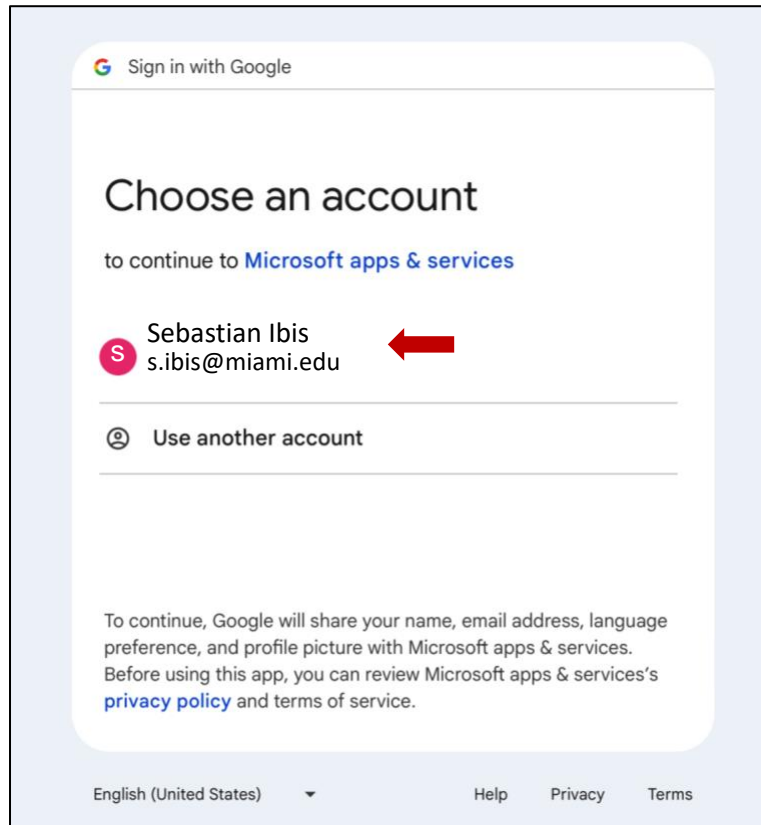 Sign in with Google
Choose an account
to continue to Microsoft apps & services
S
Sebastian Ibis
s.ibis@miami.edu
Use another account
To continue, Google will share your name, email address, language
preference, and profile picture with Microsoft apps & services.
Before using this app, you can review Microsoft apps & services's
privacy policy and terms of service.
English (United States) Help Privacy Terms